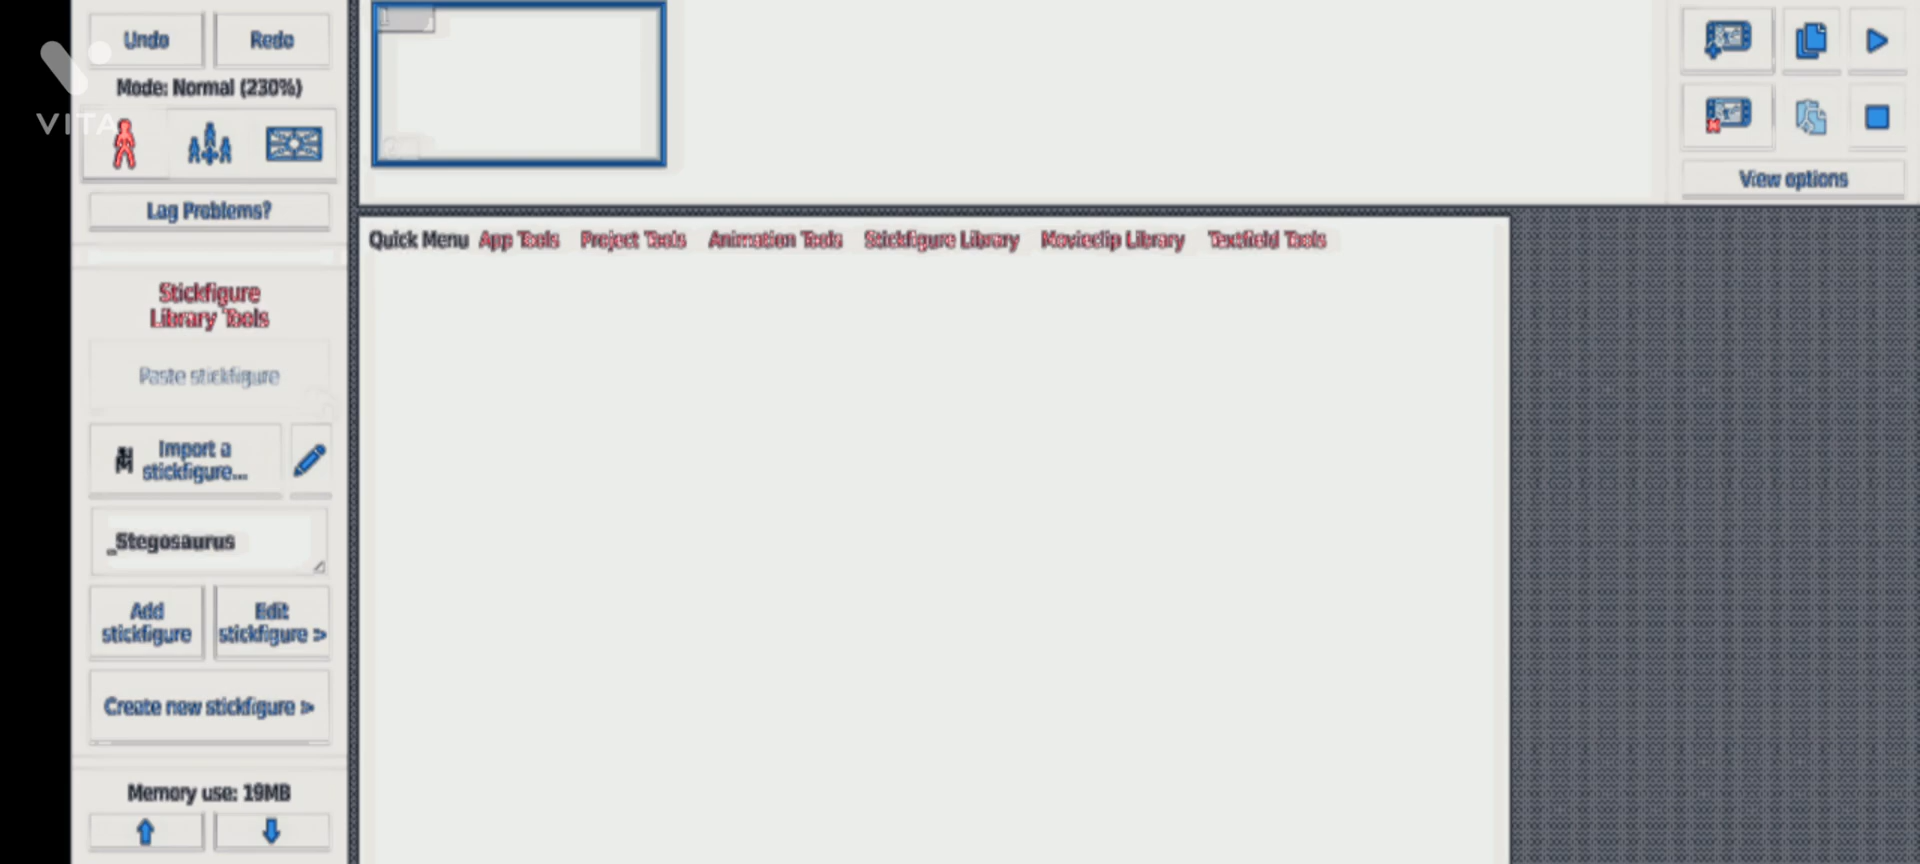 Undo Redo
VITA
Mode: Normal (230%)
Lag Problems?
Stickfigure
Library Tools
Paste stickfigure
Import a
stickfigure...
_Stegosaurus
Add
stickfigure
Edit
stickfigure >
Create new stickfigure >
Memory use: 19MB
1
Quick Menu App Tools Project Tools Animation Tools Stickfigure Library Movieclip Library Textfield Tools
View options